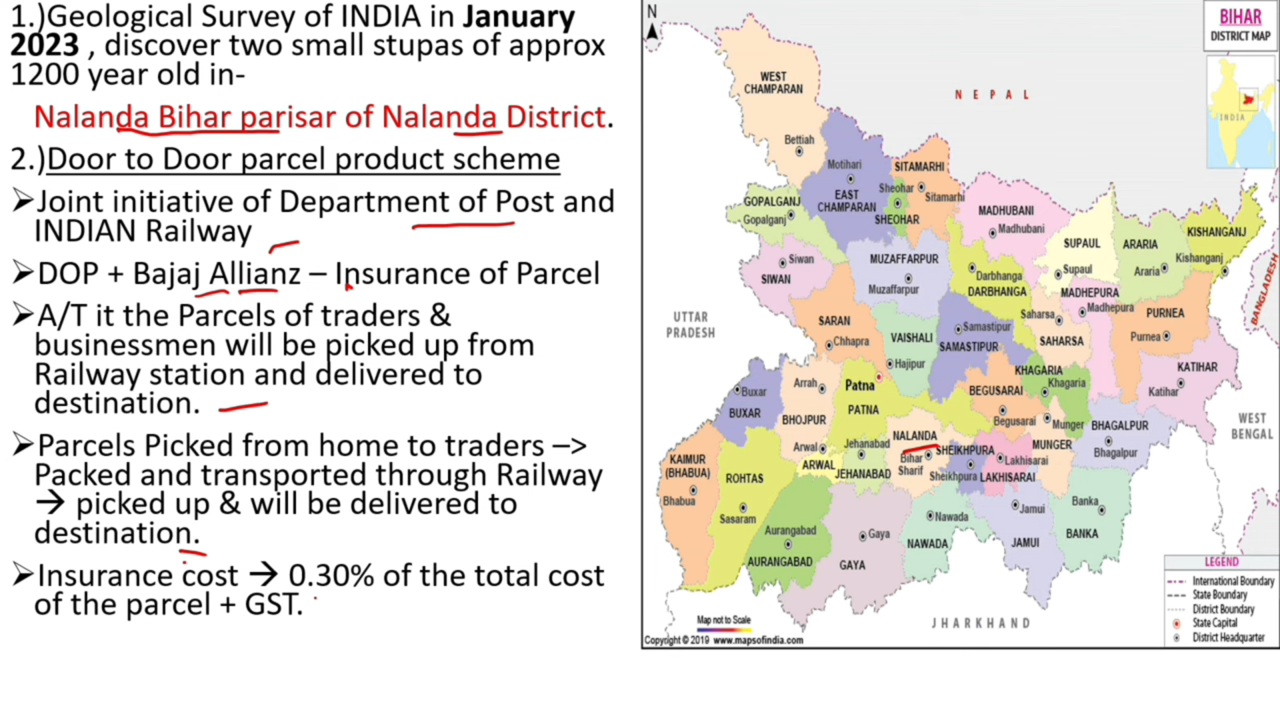 1.)Geological Survey of INDIA in January
2023 , discover two small stupas of approx
1200 year old in-
Nalanda Bihar parisar of Nalanda District.
2.)Door to Door parcel product scheme
➢Joint initiative of Department of Post and
INDIAN Railway
➢DOP + Bajaj Allianz – Insurance of Parcel
➢A/T it the Parcels of traders &
businessmen will be picked up from
Railway station and delivered to
destination.
➢Parcels Picked from home to traders –>
Packed and transported through Railway
→ picked up & will be delivered to
destination.
➢Insurance cost → 0.30% of the total cost
of the parcel + GST.
N
BIHAR
DISTRICT MAP
INDIA
NEPAL
WEST
CHAMPARAN
Bettiah
Motihari
EAST
CHAMPARAN
SITAMARHI
Sitamarhi
Sheohar
SHEOHAR
GOPALGANJ
Gopalganj
MADHUBANI
Madhubani
SUPAUL
Supaul
ARARIA
Araria
KISHANGANJ
Kishanganj
Siwan
SIWAN
MUZAFFARPUR
Muzaffarpur
Darbhanga
DARBHANGA
MADHEPURA
Madhepura
PURNEA
Purnea
BANGLADESH
UTTAR
PRADESH
SARAN
Chhapra
VAISHALI
Hajipur
Samastipur
SAMASTIPUR
Saharsa
SAHARSA
KATIHAR
Katihar
KHAGARIA
Khagaria
Buxar
BUXAR
Arrah
BHOJPUR
Patna
PATNA
BEGUSARAI
Begusarai
Munger
MUNGER
BHAGALPUR
Bhagalpur
WEST
BENGAL
KAIMUR
(BHABUA)
Bhabua
ROHTAS
Sasaram
Arwal
ARWAL
Jehanabad
JEHANABAD
NALANDA
Bihar
Sharif
SHEIKHPURA
Sheikhpura
Lakhisarai
LAKHISARAI
Aurangabad
AURANGABAD
Gaya
GAYA
Nawada
NAWADA
Jamui
JAMUI
Banka
BANKA
JHARKHAND
LEGEND
International Boundary
State Boundary
District Boundary
State Capital
District Headquarter
Map not to Scale
Copyright © 2019 www.mapsofindia.com